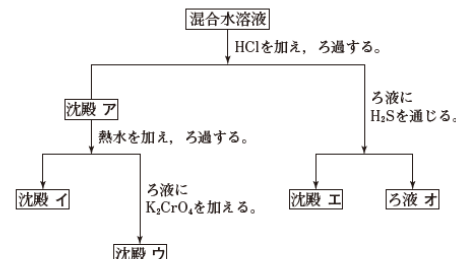 混合水溶液
HClを加え，ろ過する。
沈殿 ア
ろ液に
H₂Sを通じる。
熱水を加え，ろ過する。
沈殿 イ
ろ液に
K₂CrO₄を加える。
沈殿 エ
ろ液 オ
沈殿 ウ